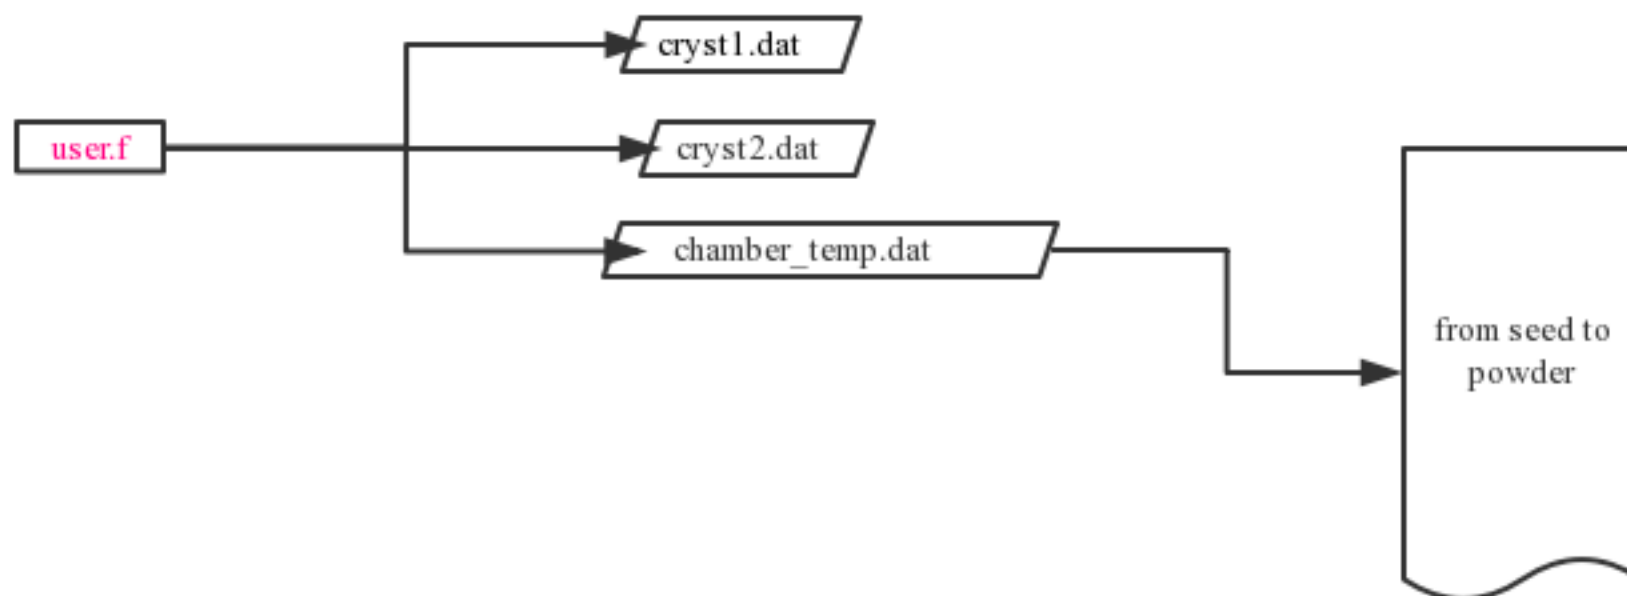 cryst1.dat
user.f
cryst2.dat
chamber_temp.dat
from seed to
powder